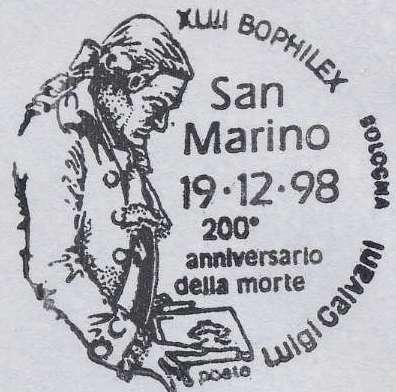 XLIII BOPHILEX
BOLOGNA
San
Marino
19·12·98
200°
anniversario
della morte
Luigi Galvani
poste